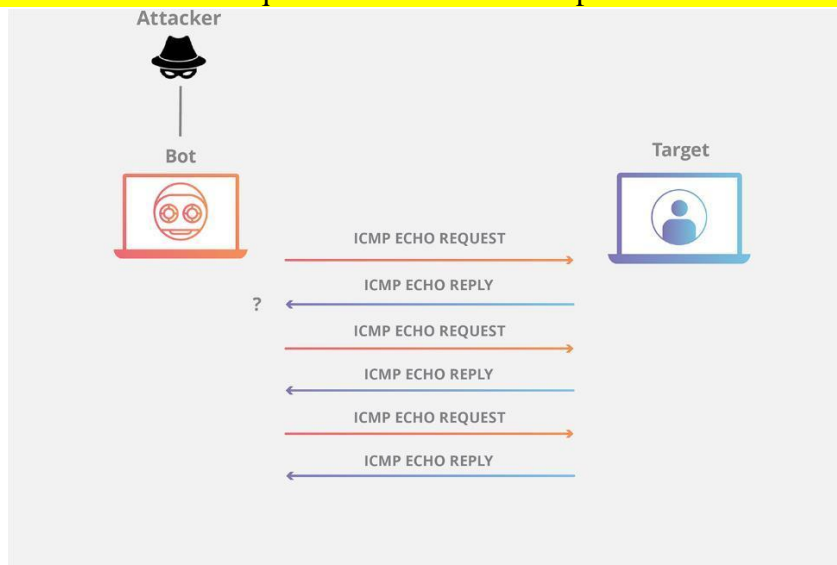 Attacker
Bot
Target
ICMP ECHO REQUEST
ICMP ECHO REPLY
?
ICMP ECHO REQUEST
ICMP ECHO REPLY
ICMP ECHO REQUEST
ICMP ECHO REPLY